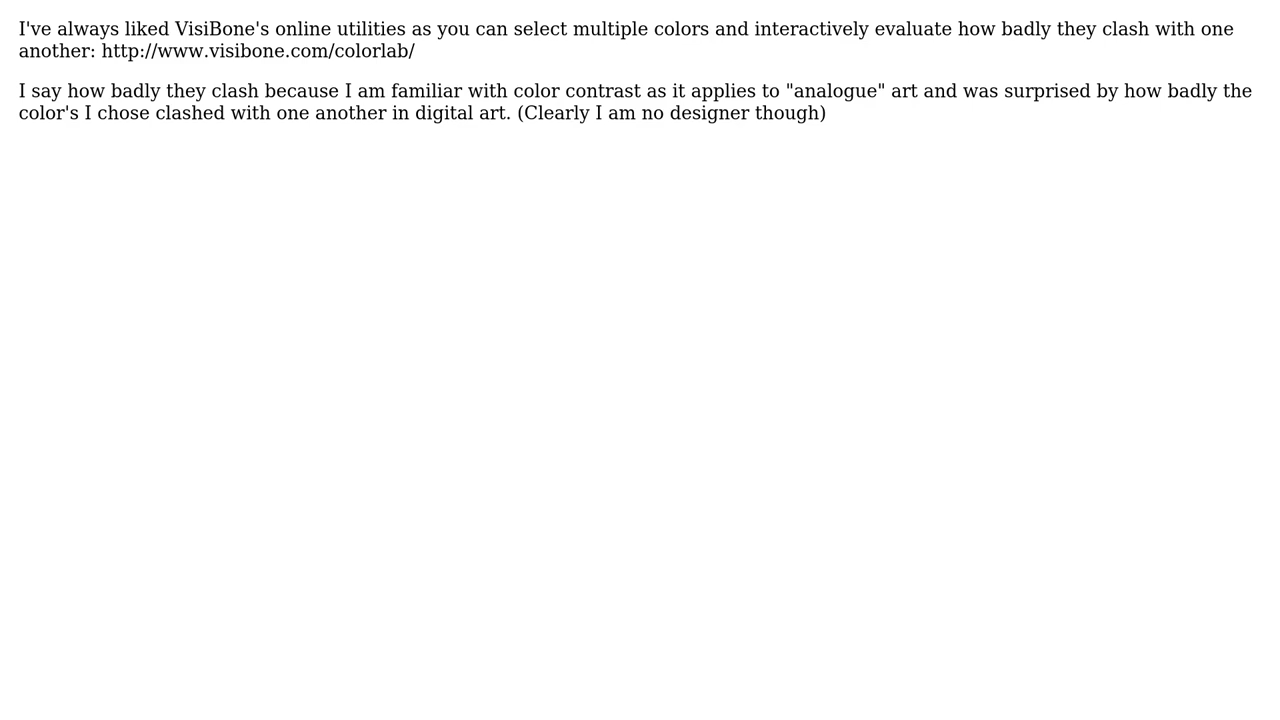 I've always liked VisiBone's online utilities as you can select multiple colors and interactively evaluate how badly they clash with one
another: http://www.visibone.com/colorlab/
I say how badly they clash because I am familiar with color contrast as it applies to "analogue" art and was surprised by how badly the
color's I chose clashed with one another in digital art. (Clearly I am no designer though)